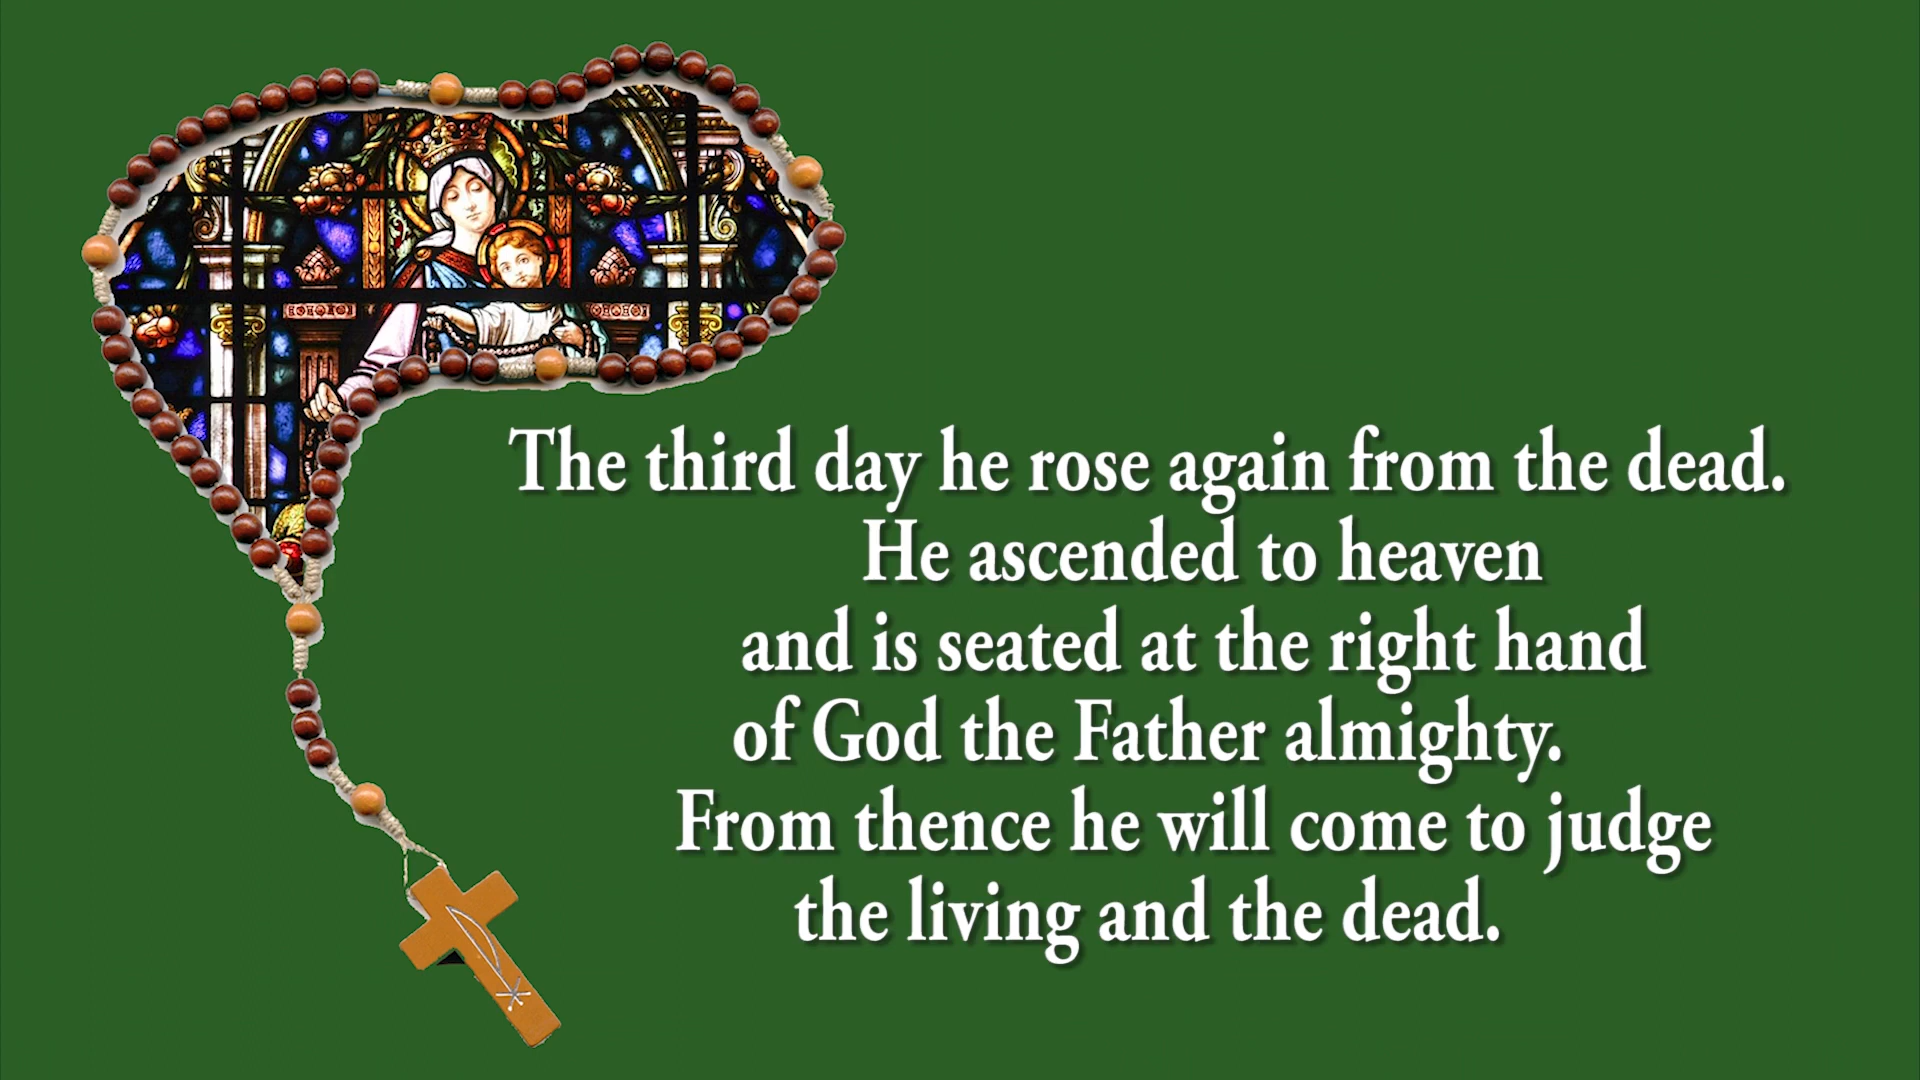 The third day he rose again from the dead.
He ascended to heaven
and is seated at the right hand
of God the Father almighty.
From thence he will come to judge
the living and the dead.